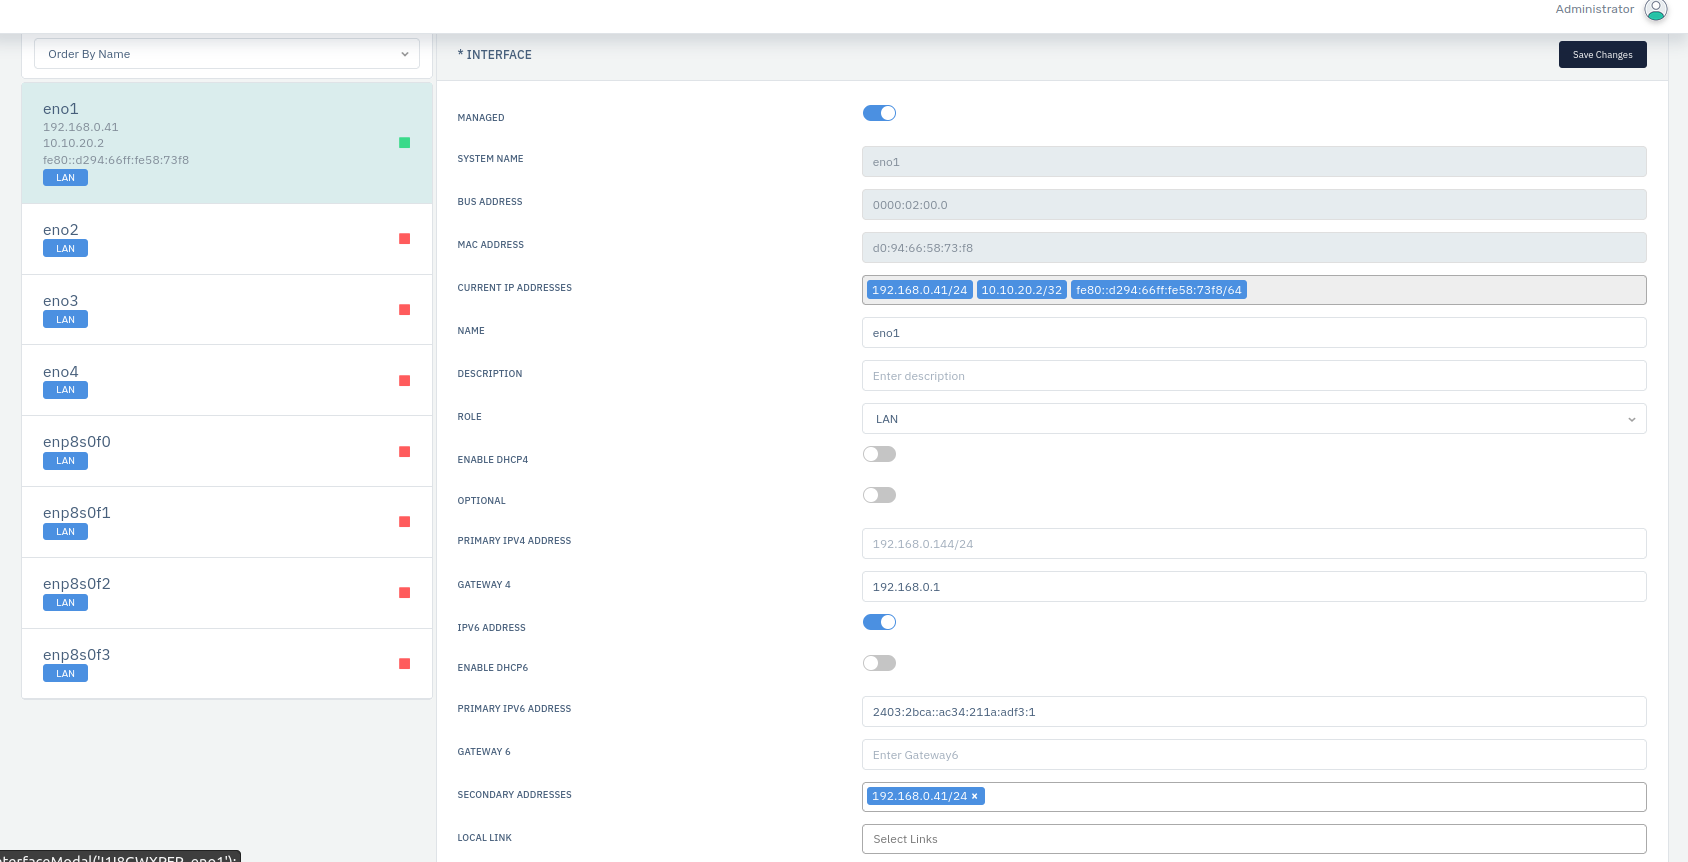 Administrator
Order By Name
* INTERFACE
Save Changes
eno1
192.168.0.41
10.10.20.2
fe80::d294:66ff:fe58:73f8
LAN
eno2
LAN
eno3
LAN
eno4
LAN
enp8s0f0
LAN
enp8s0f1
LAN
enp8s0f2
LAN
enp8s0f3
LAN
MANAGED
SYSTEM NAME
eno1
BUS ADDRESS
0000:02:00.0
MAC ADDRESS
d0:94:66:58:73:f8
CURRENT IP ADDRESSES
192.168.0.41/24 10.10.20.2/32 fe80::d294:66ff:fe58:73f8/64
NAME
eno1
DESCRIPTION
Enter description
ROLE
LAN
ENABLE DHCP4
OPTIONAL
PRIMARY IPV4 ADDRESS
192.168.0.144/24
GATEWAY 4
192.168.0.1
IPV6 ADDRESS
ENABLE DHCP6
PRIMARY IPV6 ADDRESS
2403:2bca::ac34:211a:adf3:1
GATEWAY 6
Enter Gateway6
SECONDARY ADDRESSES
192.168.0.41/24 ×
LOCAL LINK
Select Links